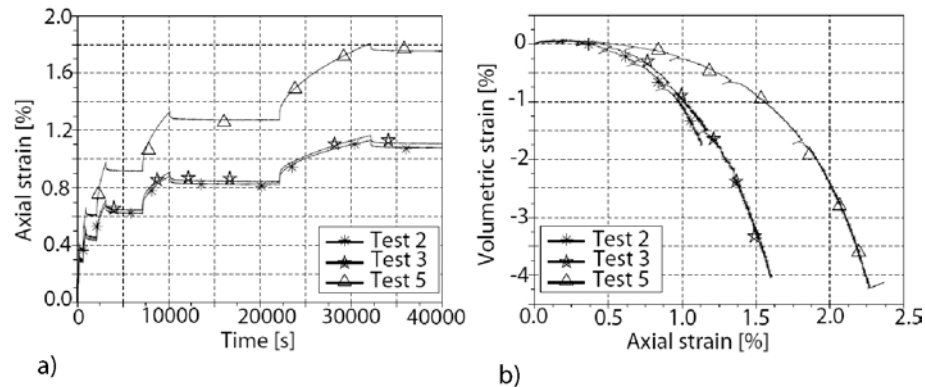 2.0
1.6
1.2
0.8
0.4
0.0
Axial strain [%]
0
10000
20000
30000
40000
Time [s]
Test 2
Test 3
Test 5
a)
0
-1
-2
-3
-4
Volumetric strain [%]
0.0
0.5
1.0
1.5
2.0
2.5
Axial strain [%]
Test 2
Test 3
Test 5
b)